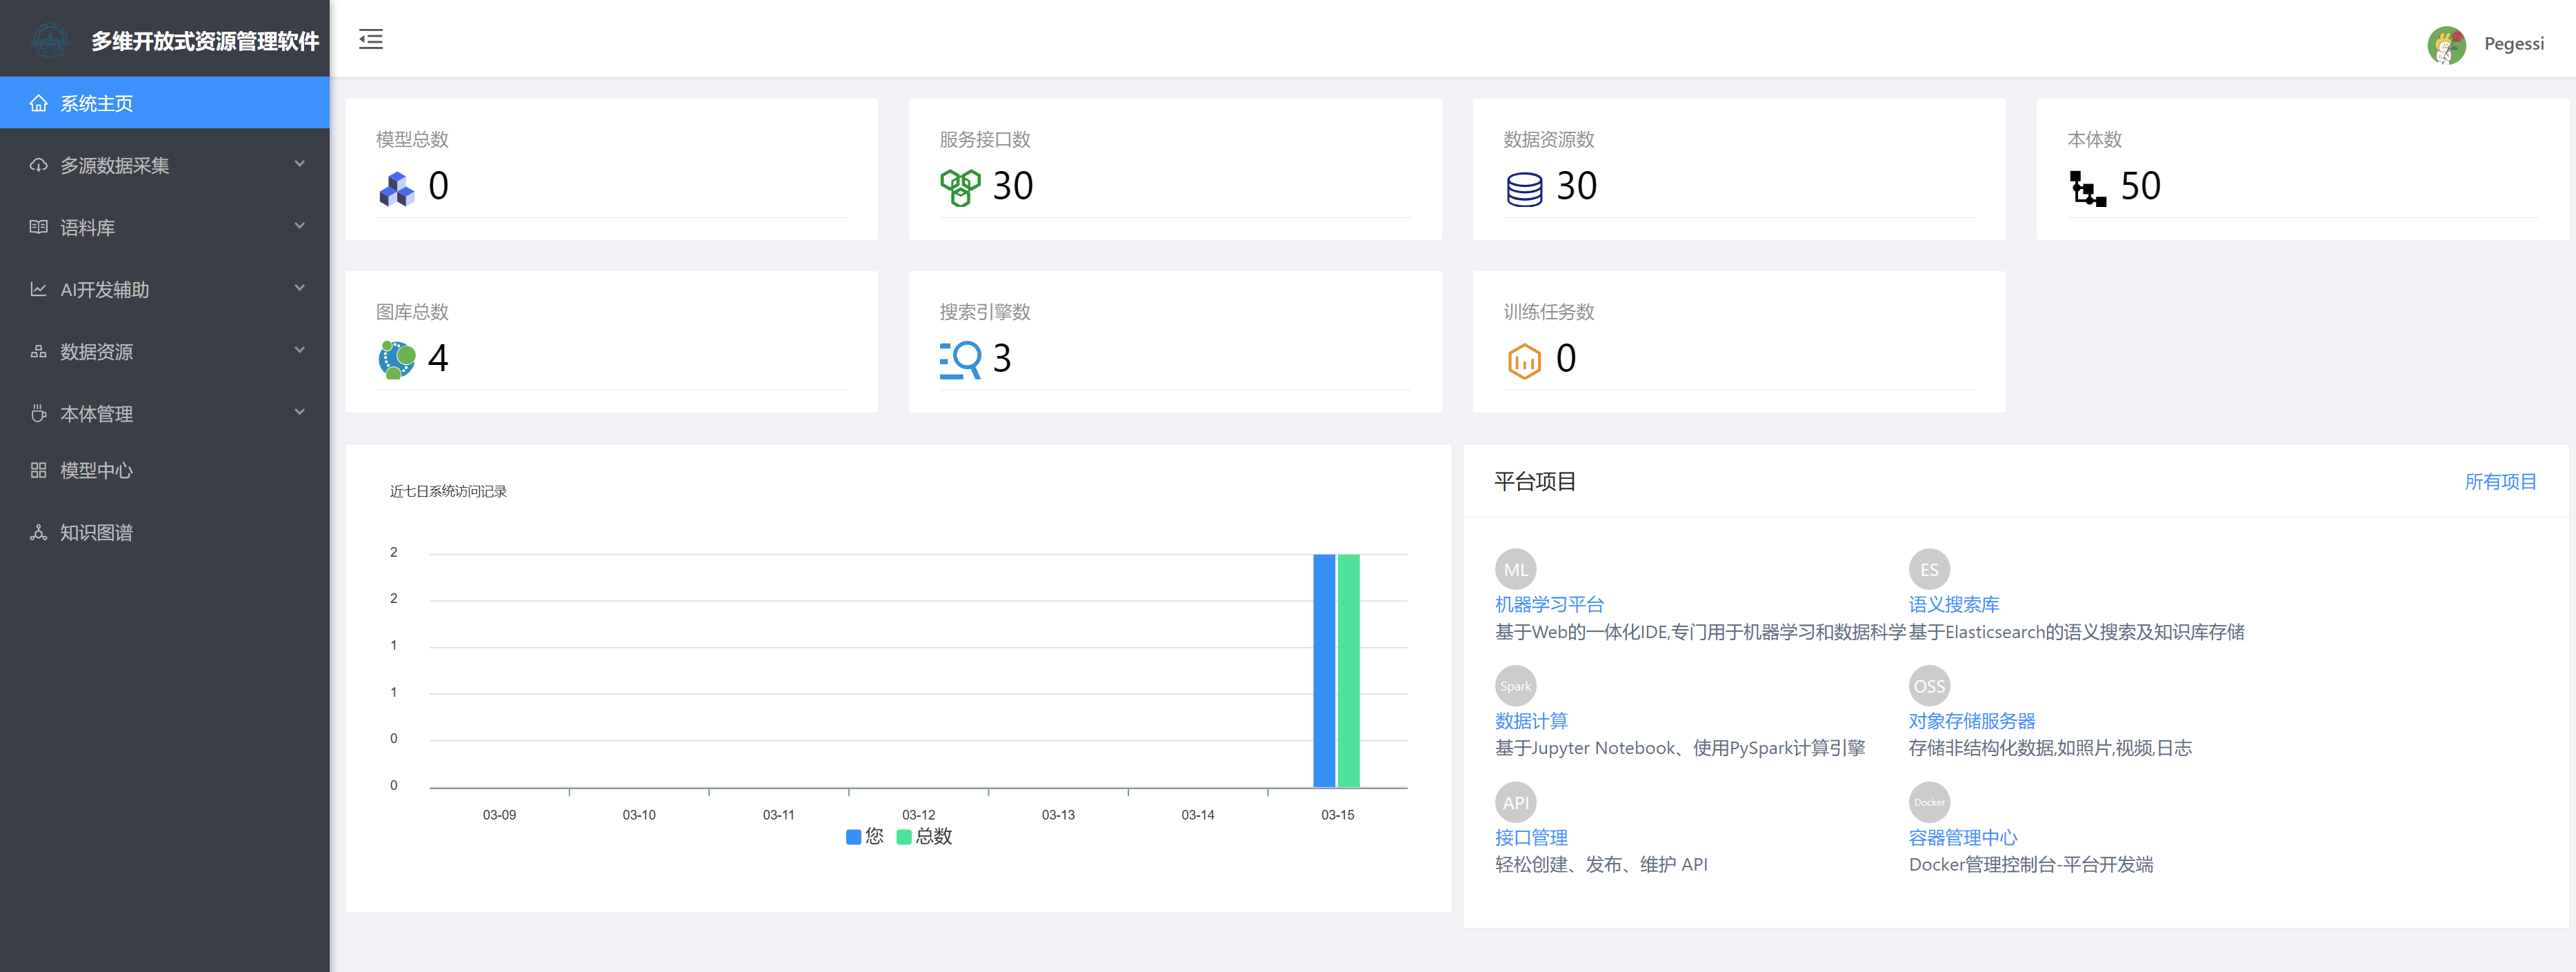 多维开放式资源管理软件
Pegessi
系统主页
多源数据采集
语料库
AI开发辅助
数据资源
本体管理
模型中心
知识图谱
模型总数
0
服务接口数
30
数据资源数
30
本体数
50
图库总数
4
搜索引擎数
3
训练任务数
0
近七日系统访问记录
2
2
1
1
0
0
03-09 03-10 03-11 03-12 03-13 03-14 03-15
您 总数
平台项目 所有项目
ML
机器学习平台
基于Web的一体化IDE,专门用于机器学习和数据科学
ES
语义搜索库
基于Elasticsearch的语义搜索及知识库存储
Spark
数据计算
基于Jupyter Notebook、使用PySpark计算引擎
OSS
对象存储服务器
存储非结构化数据,如照片,视频,日志
API
接口管理
轻松创建、发布、维护 API
Docker
容器管理中心
Docker管理控制台-平台开发端